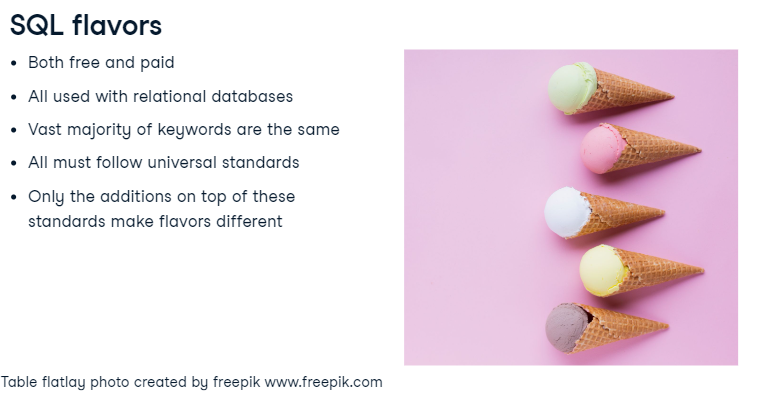 SQL flavors
• Both free and paid
• All used with relational databases
• Vast majority of keywords are the same
• All must follow universal standards
• Only the additions on top of these
standards make flavors different
Table flatlay photo created by freepik www.freepik.com